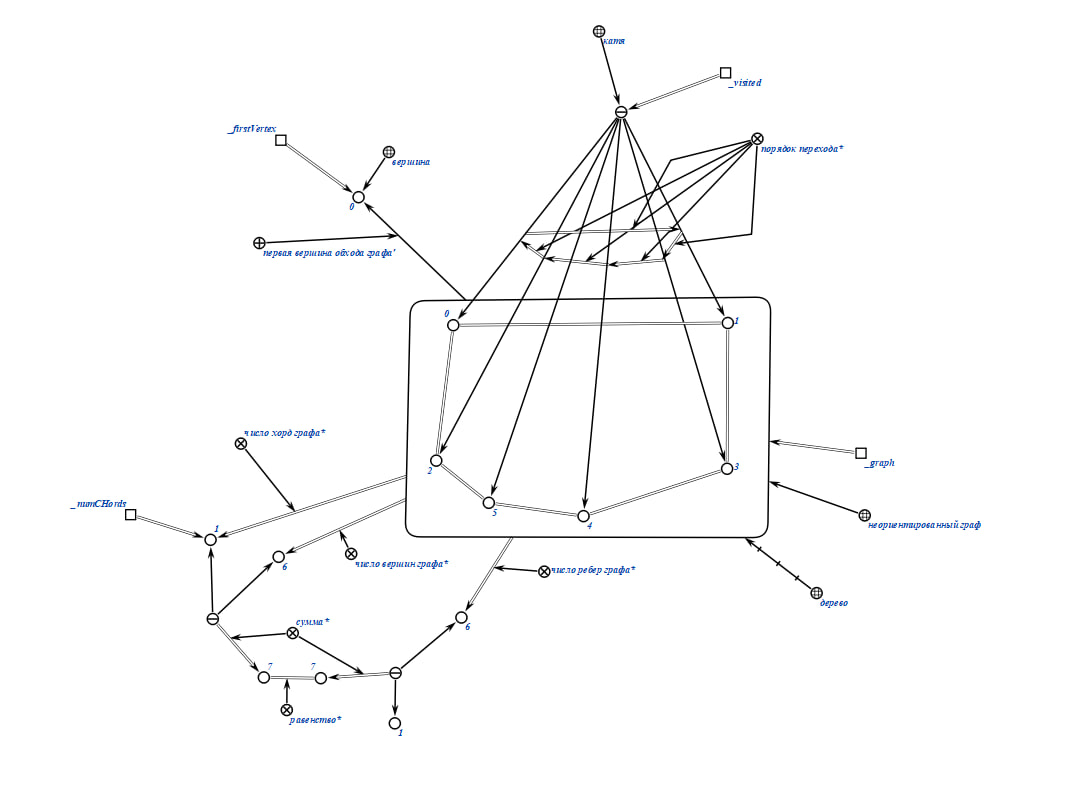 катя
_visited
_firstVertex
порядок перехода*
вершина
0
первая вершина обхода графа'
0
1
число хорд графа*
2
3
_graph
_numCHords
5
4
неориентированный граф
1
число вершин графа*
6
число ребер графа*
дерево
сумма*
6
7
7
равенство*
1